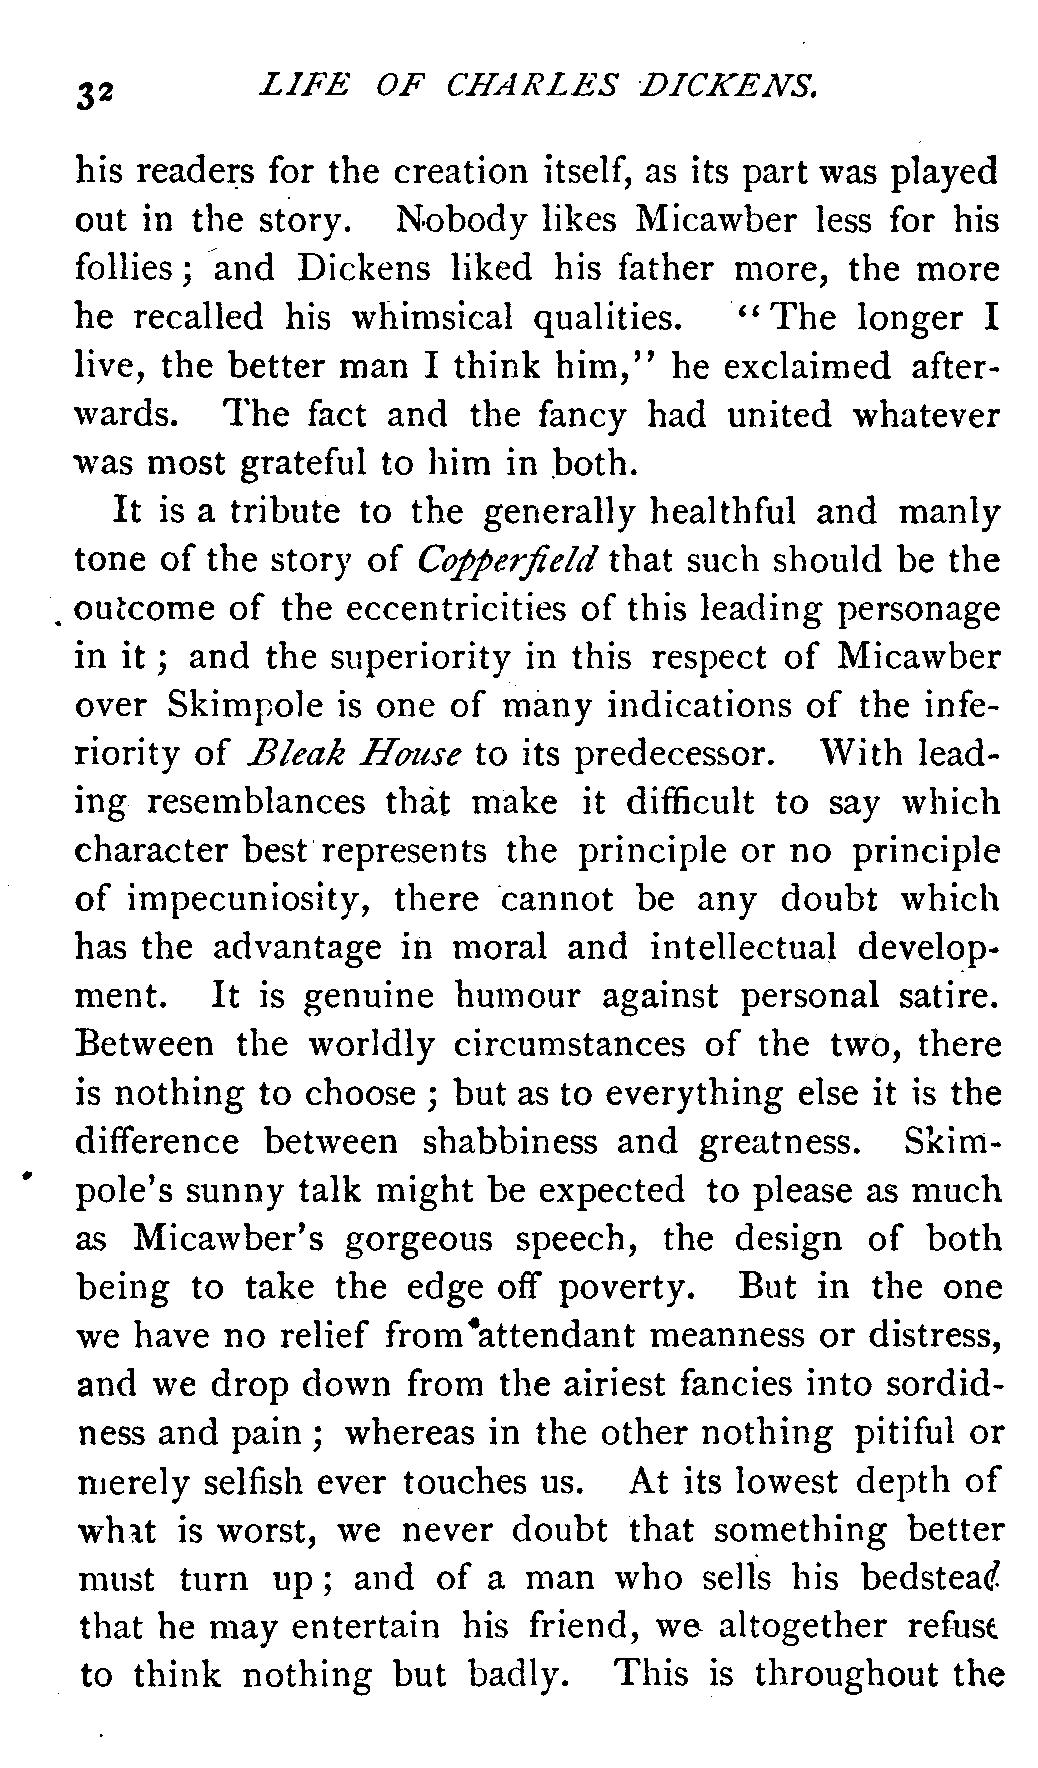 32 LIFE OF CHARLES DICKENS.
his readers for the creation itself, as its part was played
out in the story. Nobody likes Micawber less for his
follies ; and Dickens liked his father more, the more
he recalled his whimsical qualities. “ The longer I
live, the better man I think him,” he exclaimed after-
wards. The fact and the fancy had united whatever
was most grateful to him in both.
It is a tribute to the generally healthful and manly
tone of the story of Copperfield that such should be the
outcome of the eccentricities of this leading personage
in it ; and the superiority in this respect of Micawber
over Skimpole is one of many indications of the infe-
riority of Bleak House to its predecessor. With lead-
ing resemblances that make it difficult to say which
character best represents the principle or no principle
of impecuniosity, there cannot be any doubt which
has the advantage in moral and intellectual develop-
ment. It is genuine humour against personal satire.
Between the worldly circumstances of the two, there
is nothing to choose ; but as to everything else it is the
difference between shabbiness and greatness. Skim-
pole’s sunny talk might be expected to please as much
as Micawber’s gorgeous speech, the design of both
being to take the edge off poverty. But in the one
we have no relief from attendant meanness or distress,
and we drop down from the airiest fancies into sordid-
ness and pain ; whereas in the other nothing pitiful or
merely selfish ever touches us. At its lowest depth of
what is worst, we never doubt that something better
must turn up ; and of a man who sells his bedstead
that he may entertain his friend, we altogether refuse
to think nothing but badly. This is throughout the